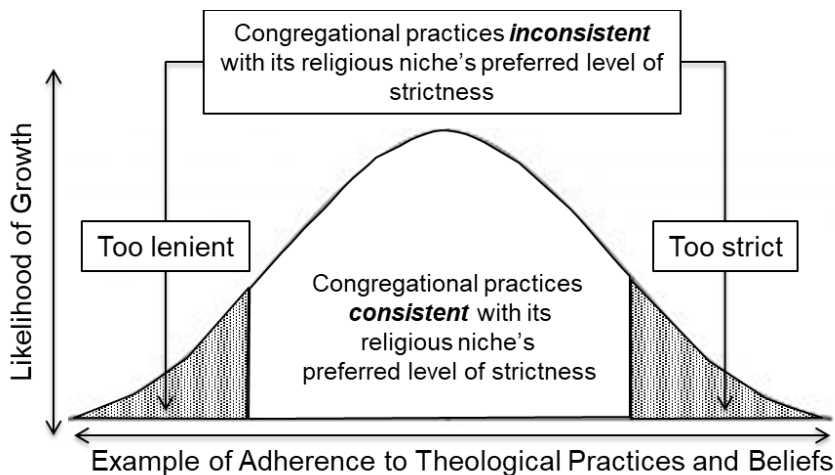 Congregational practices inconsistent
with its religious niche's preferred level of
strictness
Likelihood of Growth
Too lenient
Too strict
Congregational practices
consistent with its
religious niche's
preferred level of strictness
Example of Adherence to Theological Practices and Beliefs